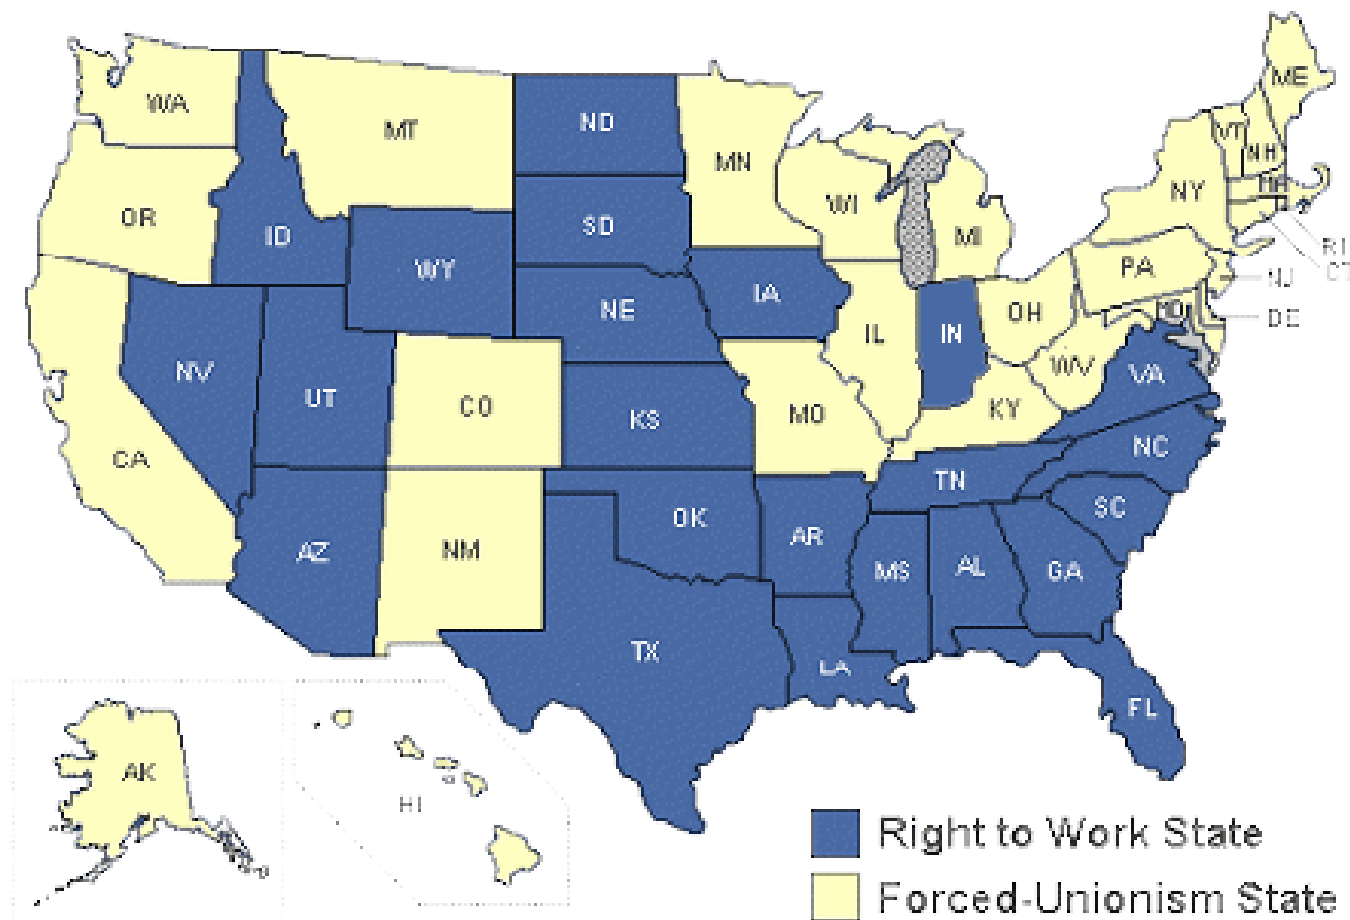 WA
MT
ND
MN
ME
VT
NH
WI
NY
MA
OR
ID
SD
MI
RI
CT
WY
IA
PA
NJ
NE
OH
MD
DE
NV
UT
IL
IN
WV
VA
CO
KS
MO
KY
CA
NC
TN
AZ
NM
OK
AR
SC
MS
AL
GA
TX
LA
FL
AK
HI
Right to Work State
Forced-Unionism State